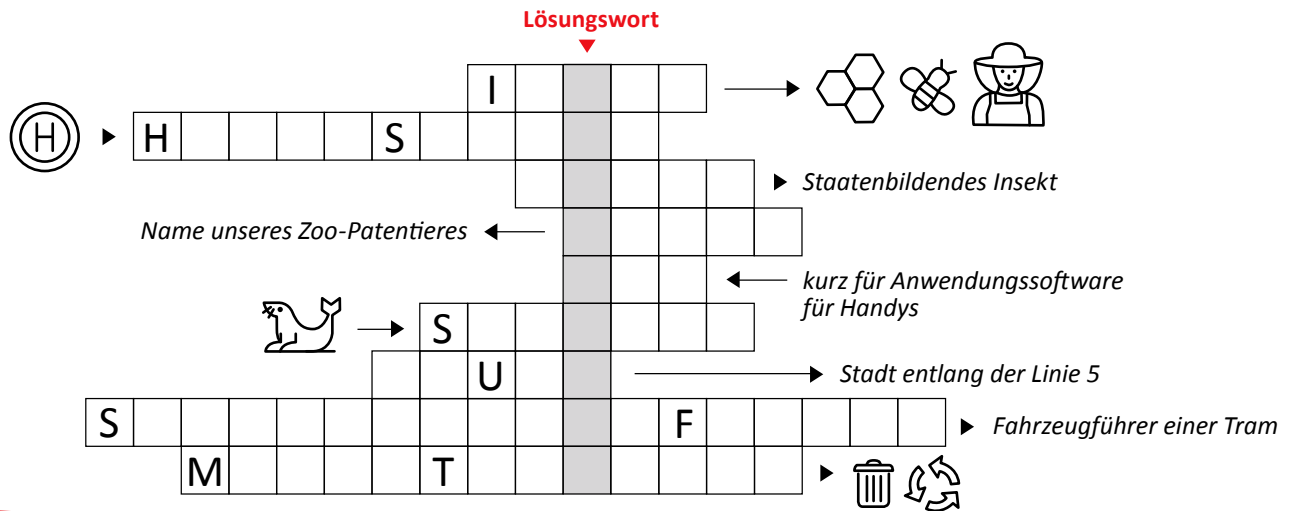 Lösungswort
I
H
H S
Staatenbildendes Insekt
Name unseres Zoo-Patentieres
kurz für Anwendungssoftware
für Handys
S
U
Stadt entlang der Linie 5
S F
Fahrzeugführer einer Tram
M T